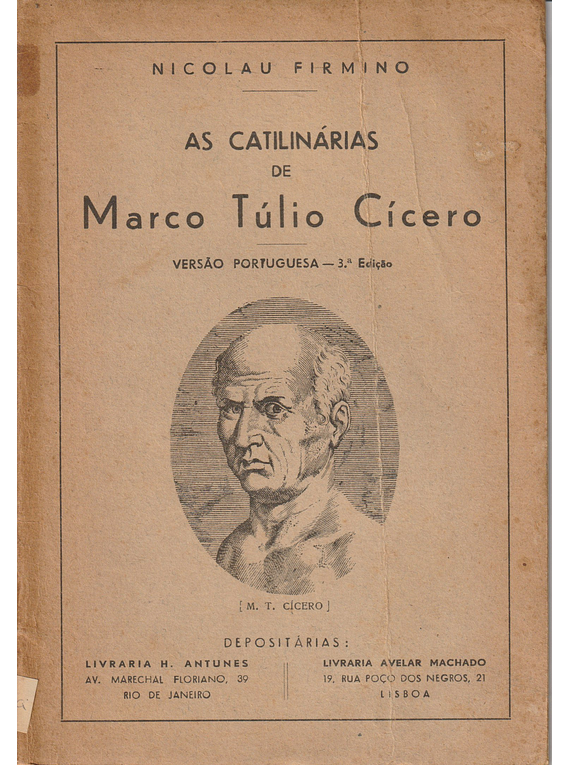 NICOLAU FIRMINO
AS CATILINÁRIAS
DE
Marco Túlio Cícero
VERSÃO PORTUGUESA — 3.ª Edição
[ M. T. CÍCERO ]
DEPOSITÁRIAS:
LIVRARIA H. ANTUNES
AV. MARECHAL FLORIANO, 39
RIO DE JANEIRO
LIVRARIA AVELAR MACHADO
19, RUA POÇO DOS NEGROS, 21
LISBOA